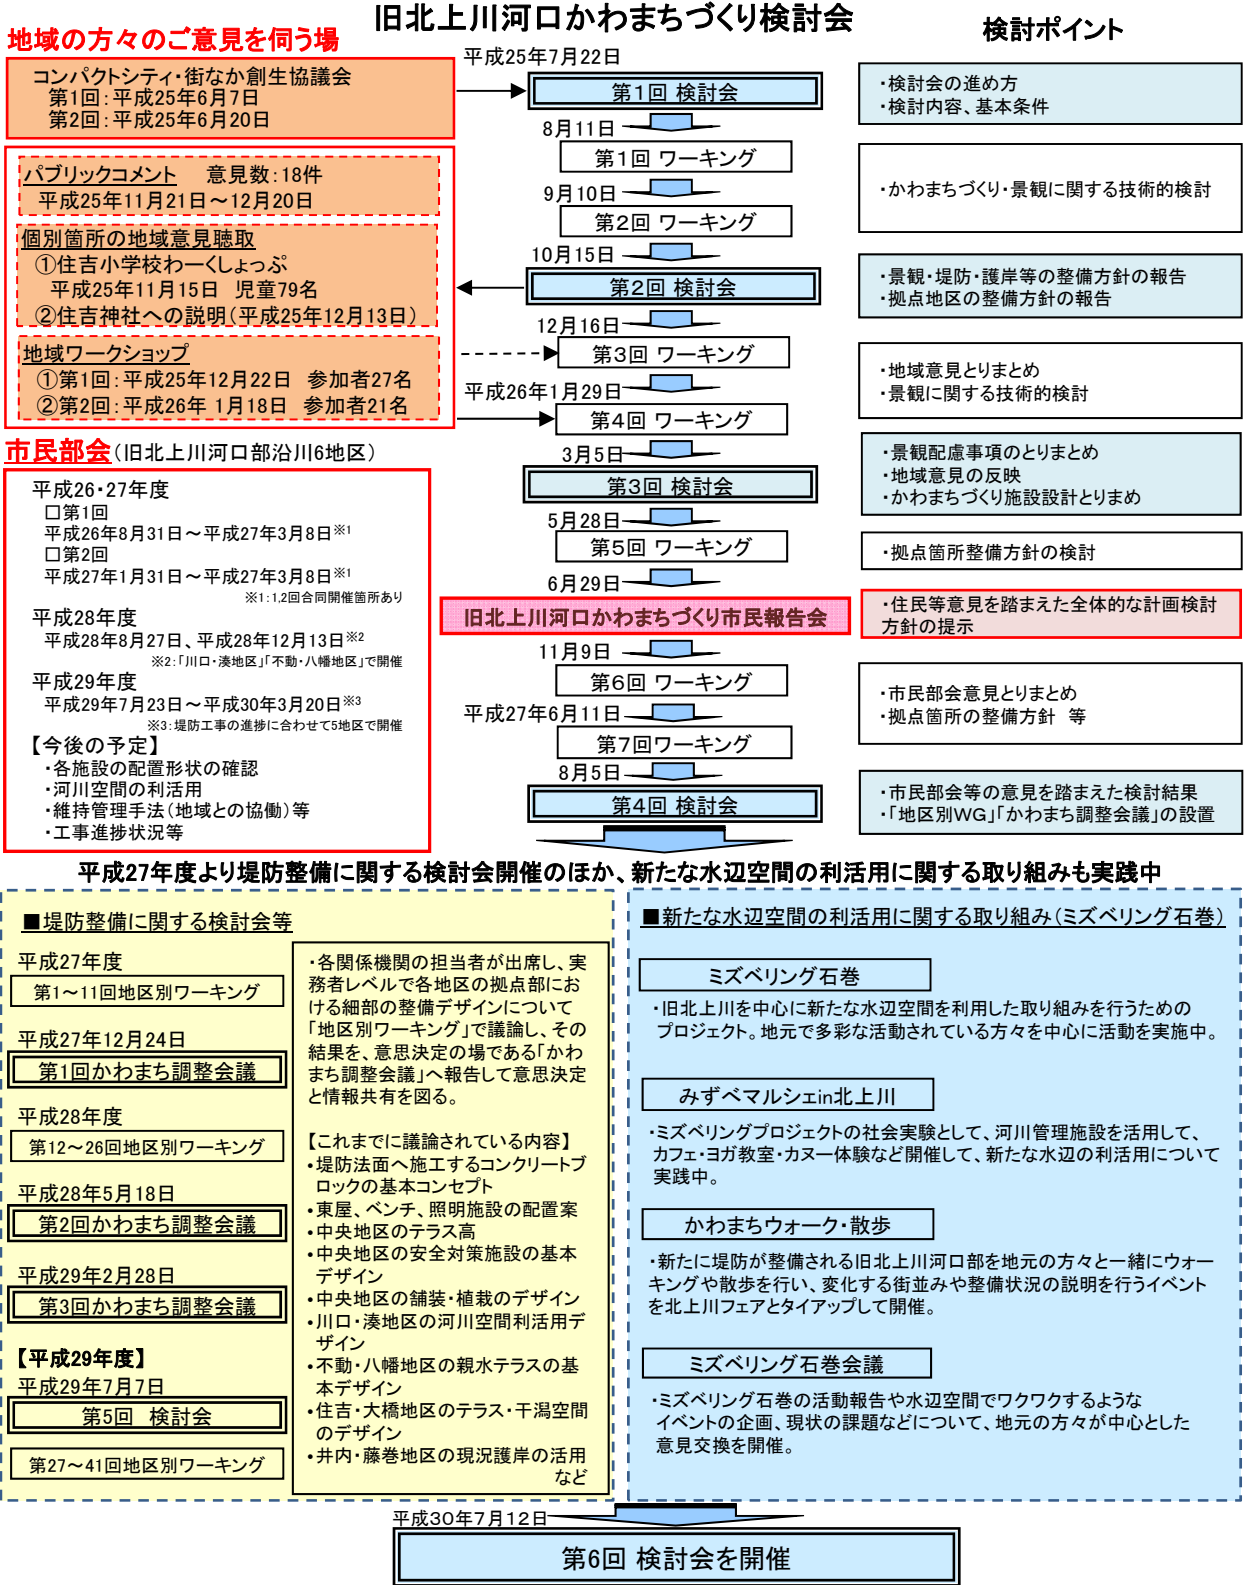 旧北上川河口かわまちづくり検討会
検討ポイント
地域の方々のご意見を伺う場
コンパクトシティ・街なか創生協議会
第1回：平成25年6月7日
第2回：平成25年6月20日
パブリックコメント　意見数：18件
平成25年11月21日～12月20日
個別箇所の地域意見聴取
①住吉小学校わーくしょっぷ
平成25年11月15日　児童79名
②住吉神社への説明（平成25年12月13日）
地域ワークショップ
①第1回：平成25年12月22日　参加者27名
②第2回：平成26年 1月18日　参加者21名
市民部会（旧北上川河口部沿川6地区）
平成26・27年度
□第1回
平成26年8月31日～平成27年3月8日※1
□第2回
平成27年1月31日～平成27年3月8日※1
※1：1,2回合同開催箇所あり
平成28年度
平成28年8月27日、平成28年12月13日※2
※2：「川口・湊地区」「不動・八幡地区」で開催
平成29年度
平成29年7月23日～平成30年3月20日※3
※3：堤防工事の進捗に合わせて5地区で開催
【今後の予定】
・各施設の配置形状の確認
・河川空間の利活用
・維持管理手法（地域との協働）等
・工事進捗状況等
平成25年7月22日
第1回 検討会
8月11日
第1回 ワーキング
9月10日
第2回 ワーキング
10月15日
第2回 検討会
12月16日
第3回 ワーキング
平成26年1月29日
第4回 ワーキング
3月5日
第3回 検討会
5月28日
第5回 ワーキング
6月29日
旧北上川河口かわまちづくり市民報告会
11月9日
第6回 ワーキング
平成27年6月11日
第7回ワーキング
8月5日
第4回 検討会
・検討会の進め方
・検討内容、基本条件
・かわまちづくり・景観に関する技術的検討
・景観・堤防・護岸等の整備方針の報告
・拠点地区の整備方針の報告
・地域意見とりまとめ
・景観に関する技術的検討
・景観配慮事項のとりまとめ
・地域意見の反映
・かわまちづくり施設設計とりまめ
・拠点箇所整備方針の検討
・住民等意見を踏まえた全体的な計画検討
方針の提示
・市民部会意見とりまとめ
・拠点箇所の整備方針　等
・市民部会等の意見を踏まえた検討結果
・「地区別WG」「かわまち調整会議」の設置
平成27年度より堤防整備に関する検討会開催のほか、新たな水辺空間の利活用に関する取り組みも実践中
■堤防整備に関する検討会等
平成27年度
第1～11回地区別ワーキング
平成27年12月24日
第1回かわまち調整会議
平成28年度
第12～26回地区別ワーキング
平成28年5月18日
第2回かわまち調整会議
平成29年2月28日
第3回かわまち調整会議
【平成29年度】
平成29年7月7日
第5回　検討会
第27～41回地区別ワーキング
・各関係機関の担当者が出席し、実
務者レベルで各地区の拠点部にお
ける細部の整備デザインについて
「地区別ワーキング」で議論し、その
結果を、意思決定の場である「かわ
まち調整会議」へ報告して意思決定
と情報共有を図る。
【これまでに議論されている内容】
•堤防法面へ施工するコンクリートブ
ロックの基本コンセプト
•東屋、ベンチ、照明施設の配置案
•中央地区のテラス高
•中央地区の安全対策施設の基本
デザイン
•中央地区の舗装・植栽のデザイン
•川口・湊地区の河川空間利活用デ
ザイン
•不動・八幡地区の親水テラスの基
本デザイン
•住吉・大橋地区のテラス・干潟空間
のデザイン
•井内・藤巻地区の現況護岸の活用
など
■新たな水辺空間の利活用に関する取り組み（ミズベリング石巻）
ミズベリング石巻
・旧北上川を中心に新たな水辺空間を利用した取り組みを行うための
プロジェクト。地元で多彩な活動されている方々を中心に活動を実施中。
みずベマルシェin北上川
・ミズベリングプロジェクトの社会実験として、河川管理施設を活用して、
カフェ・ヨガ教室・カヌー体験など開催して、新たな水辺の利活用について
実践中。
かわまちウォーク・散歩
・新たに堤防が整備される旧北上川河口部を地元の方々と一緒にウォー
キングや散歩を行い、変化する街並みや整備状況の説明を行うイベント
を北上川フェアとタイアップして開催。
ミズベリング石巻会議
・ミズベリング石巻の活動報告や水辺空間でワクワクするような
イベントの企画、現状の課題などについて、地元の方々が中心とした
意見交換を開催。
平成30年7月12日
第6回 検討会を開催